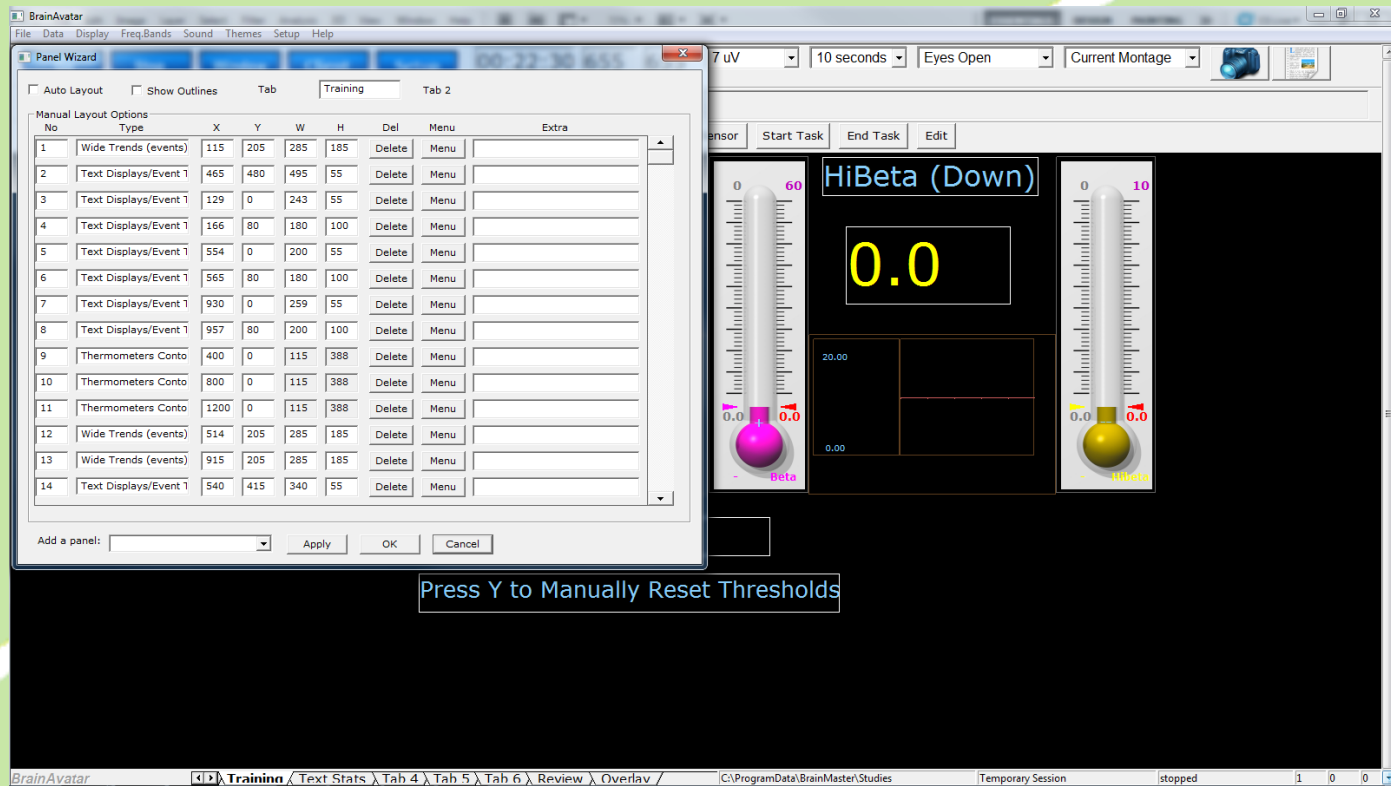 BrainAvatar
File Data Display Freq.Bands Sound Themes Setup Help
Panel Wizard
7 uV 10 seconds Eyes Open Current Montage
Auto Layout Show Outlines Tab Training Tab 2
Manual Layout Options
No Type X Y W H Del Menu Extra
ensor Start Task End Task Edit
1 Wide Trends (events) 115 205 285 185 Delete Menu
2 Text Displays/Event T 465 480 495 55 Delete Menu
3 Text Displays/Event T 129 0 243 55 Delete Menu
4 Text Displays/Event T 166 80 180 100 Delete Menu
5 Text Displays/Event T 554 0 200 55 Delete Menu
6 Text Displays/Event T 565 80 180 100 Delete Menu
7 Text Displays/Event T 930 0 259 55 Delete Menu
8 Text Displays/Event T 957 80 200 100 Delete Menu
9 Thermometers Conto 400 0 115 388 Delete Menu
10 Thermometers Conto 800 0 115 388 Delete Menu
11 Thermometers Conto 1200 0 115 388 Delete Menu
12 Wide Trends (events) 514 205 285 185 Delete Menu
13 Wide Trends (events) 915 205 285 185 Delete Menu
14 Text Displays/Event T 540 415 340 55 Delete Menu
Add a panel: Apply OK Cancel
0 60
HiBeta (Down)
0 10
0.0
20.00
0.00
0.0 0.0
- Beta
0.0 0.0
- HiBeta
Press Y to Manually Reset Thresholds
BrainAvatar Training Text Stats Tab 4 Tab 5 Tab 6 Review Overlay C:\ProgramData\BrainMaster\Studies Temporary Session stopped 1 0 0